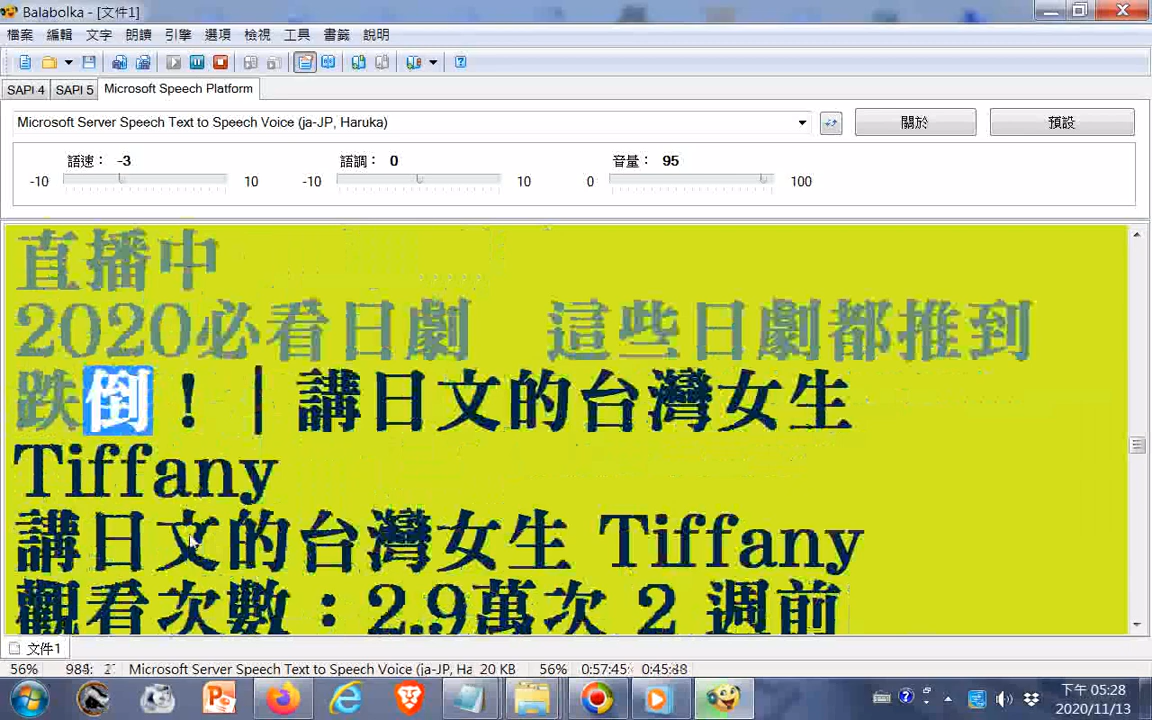 Balabolka - [文件1]
檔案 編輯 文字 朗讀 引擎 選項 檢視 工具 書籤 說明
SAPI 4 SAPI 5 Microsoft Speech Platform
Microsoft Server Speech Text to Speech Voice (ja-JP, Haruka) 關於 預設
語速： -3 語調： 0 音量： 95
-10 10 -10 10 0 100
直播中
2020必看日劇　這些日劇都推到
跌倒！｜講日文的台灣女生
Tiffany
講日文的台灣女生 Tiffany
觀看次數：2.9萬次 2 週前
文件1
56% Microsoft Server Speech Text to Speech Voice (ja-JP, Ha 20 KB 56% 0:57:45 0:45:48
下午 05:28
2020/11/13